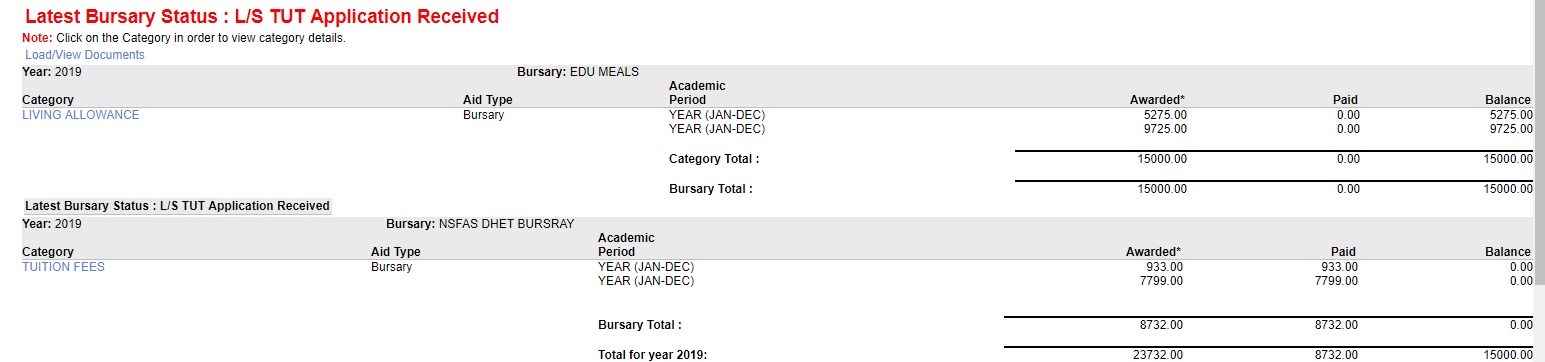 Latest Bursary Status : L/S TUT Application Received
Note: Click on the Category in order to view category details.
Load/View Documents
Year: 2019 Bursary: EDU MEALS
Academic
Category Aid Type Period Awarded* Paid Balance
LIVING ALLOWANCE Bursary YEAR (JAN-DEC) 5275.00 0.00 5275.00
YEAR (JAN-DEC) 9725.00 0.00 9725.00
Category Total : 15000.00 0.00 15000.00
Bursary Total : 15000.00 0.00 15000.00
Latest Bursary Status : L/S TUT Application Received
Year: 2019 Bursary: NSFAS DHET BURSRAY
Academic
Category Aid Type Period Awarded* Paid Balance
TUITION FEES Bursary YEAR (JAN-DEC) 933.00 933.00 0.00
YEAR (JAN-DEC) 7799.00 7799.00 0.00
Bursary Total : 8732.00 8732.00 0.00
Total for year 2019: 23732.00 8732.00 15000.00